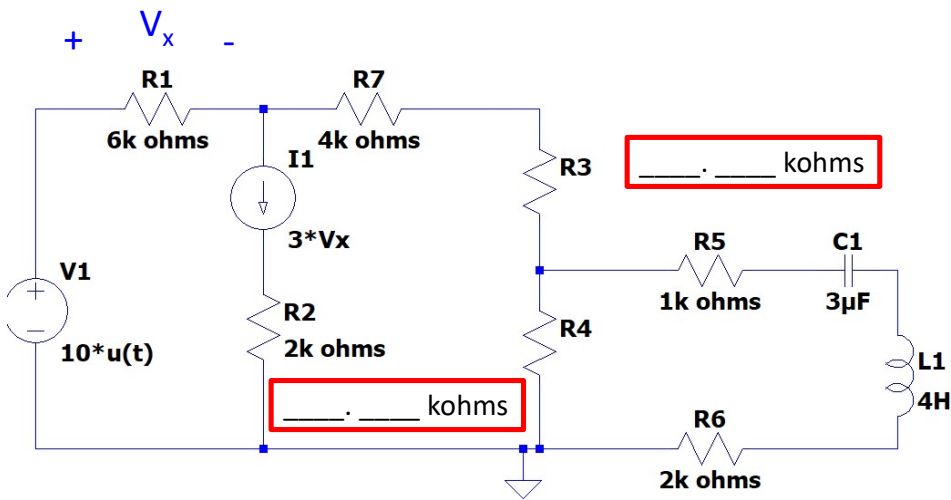 + Vx -
R1
6k ohms
R7
4k ohms
I1
3*Vx
R3
____. ____ kohms
V1
10*u(t)
R2
2k ohms
R4
R5
1k ohms
C1
3µF
L1
4H
____. ____ kohms
R6
2k ohms
+
−